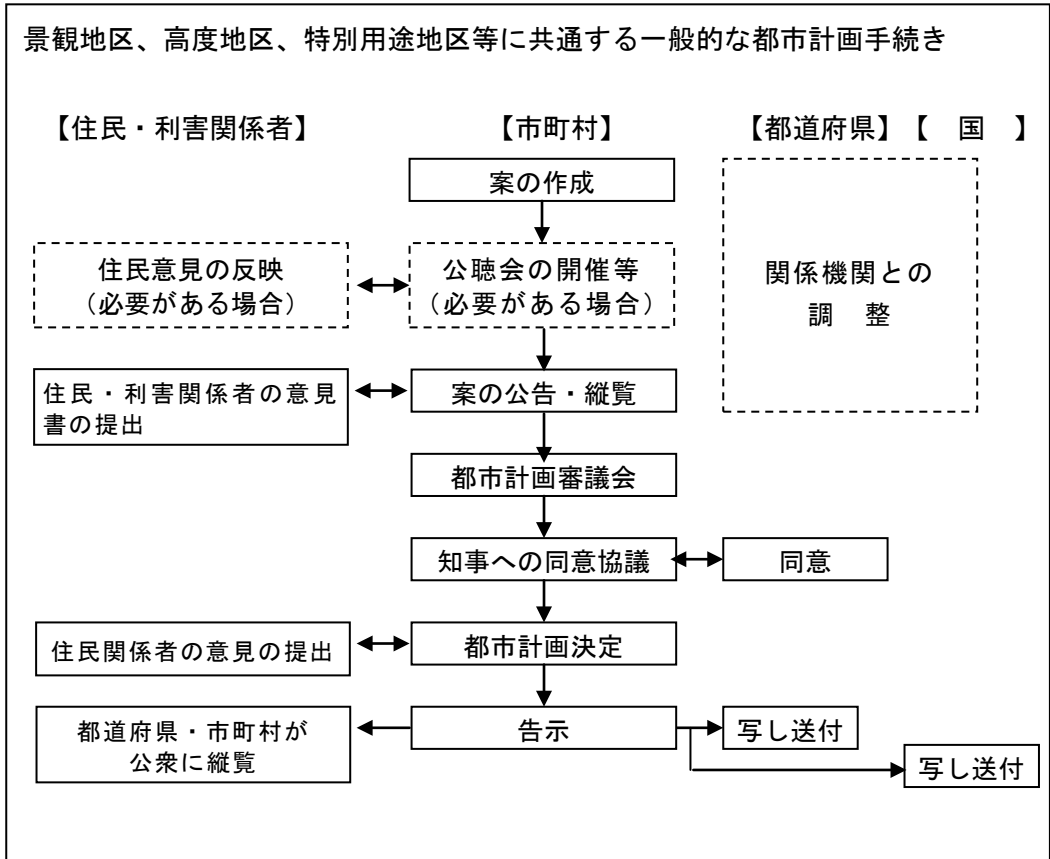 景観地区、高度地区、特別用途地区等に共通する一般的な都市計画手続き
【住民・利害関係者】
【市町村】
【都道府県】【　国　】
案の作成
住民意見の反映
（必要がある場合）
公聴会の開催等
（必要がある場合）
関係機関との
調　整
住民・利害関係者の意見
書の提出
案の公告・縦覧
都市計画審議会
知事への同意協議
同意
住民関係者の意見の提出
都市計画決定
都道府県・市町村が
公衆に縦覧
告示
写し送付
写し送付